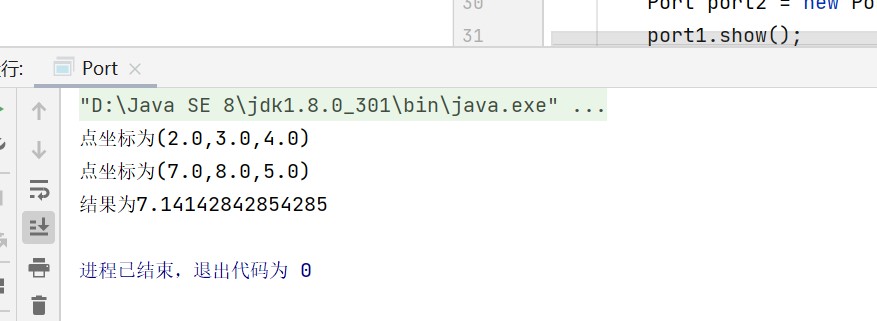 30
Port port2 = new Po
31
port1.show();
行:
Port
"D:\Java SE 8\jdk1.8.0_301\bin\java.exe" ...
点坐标为(2.0,3.0,4.0)
点坐标为(7.0,8.0,5.0)
结果为7.14142842854285
进程已结束，退出代码为 0